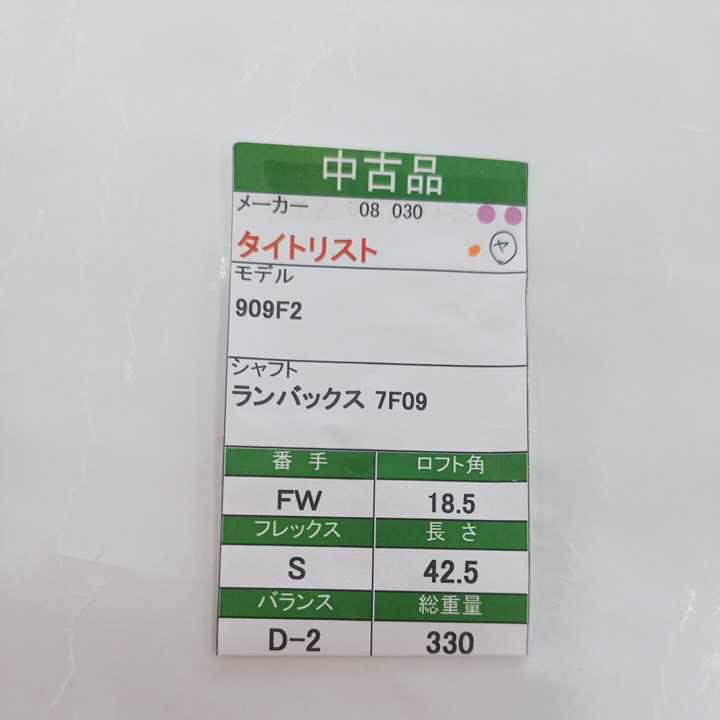 中古品
メーカー 08 030
タイトリスト ヤ
モデル
909F2
シャフト
ランバックス 7F09
番手 ロフト角
FW 18.5
フレックス 長さ
S 42.5
バランス 総重量
D-2 330